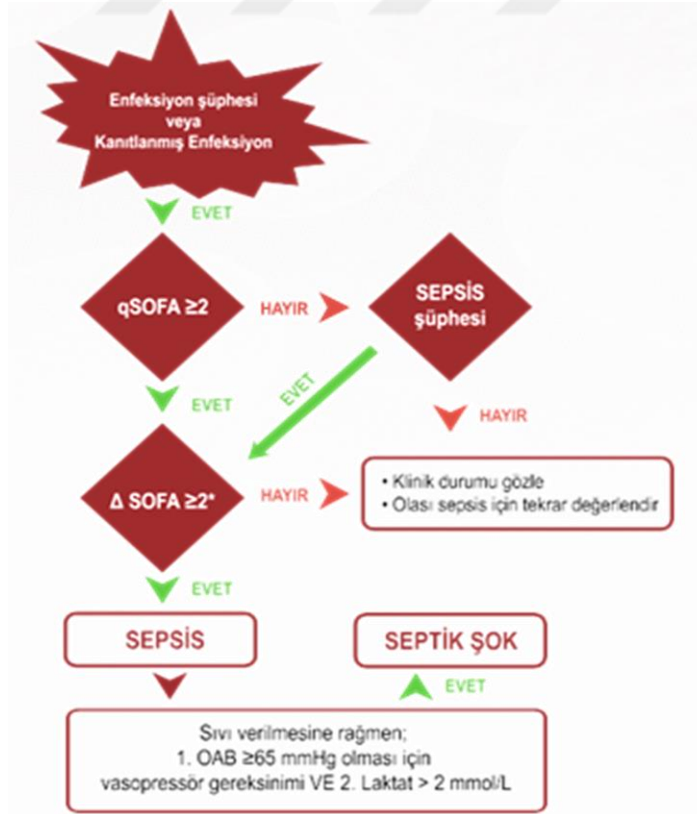 Enfeksiyon şüphesi
veya
Kanıtlanmış Enfeksiyon
EVET
qSOFA ≥2
HAYIR
SEPSİS
şüphesi
EVET
EVET
HAYIR
Δ SOFA ≥2*
HAYIR
• Klinik durumu gözle
• Olası sepsis için tekrar değerlendir
EVET
SEPSİS
SEPTİK ŞOK
EVET
Sıvı verilmesine rağmen;
1. OAB ≥65 mmHg olması için
vasopressör gereksinimi VE 2. Laktat > 2 mmol/L